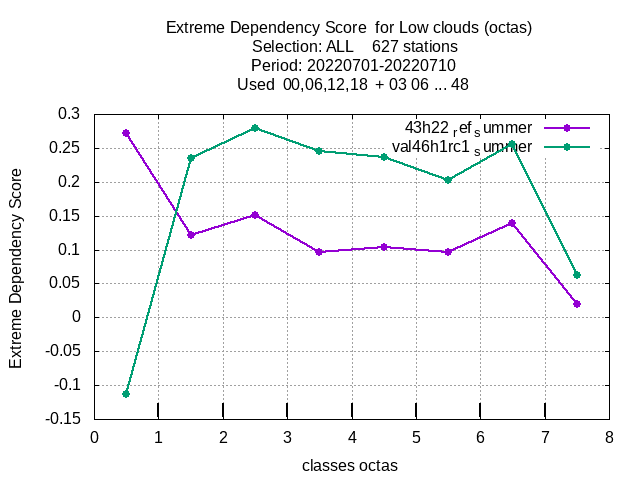 Extreme Dependency Score  for Low clouds (octas)
Selection: ALL    627 stations
Period: 20220701-20220710
Used  00,06,12,18  + 03 06 ... 48
43h22 ref summer
val46h1rc1 summer
Extreme Dependency Score
0.3
0.25
0.2
0.15
0.1
0.05
0
-0.05
-0.1
-0.15
0 1 2 3 4 5 6 7 8
classes octas